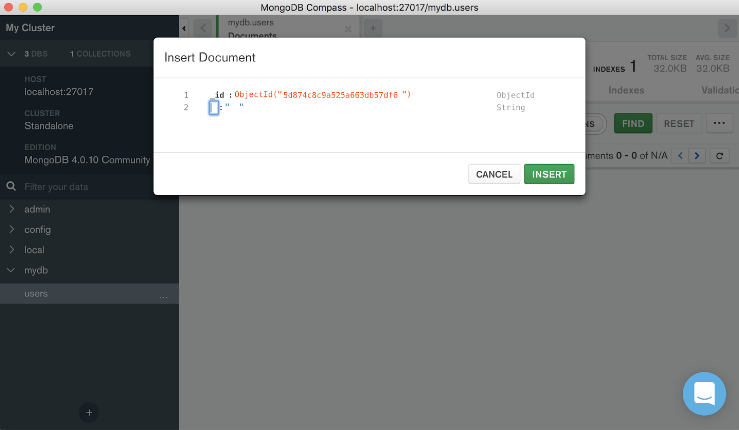 MongoDB Compass - localhost:27017/mydb.users
My Cluster
mydb.users
Documents
3 DBS 1 COLLECTIONS
HOST
localhost:27017
CLUSTER
Standalone
EDITION
MongoDB 4.0.10 Community
Filter your data
admin
config
local
mydb
users
...
Insert Document
1 _id : ObjectId("5d874c8c9a525a663db57df6 ") ObjectId
2 : " " String
CANCEL INSERT
INDEXES 1 TOTAL SIZE 32.0KB AVG. SIZE 32.0KB
Indexes
FIND RESET ...
0 - 0 of N/A